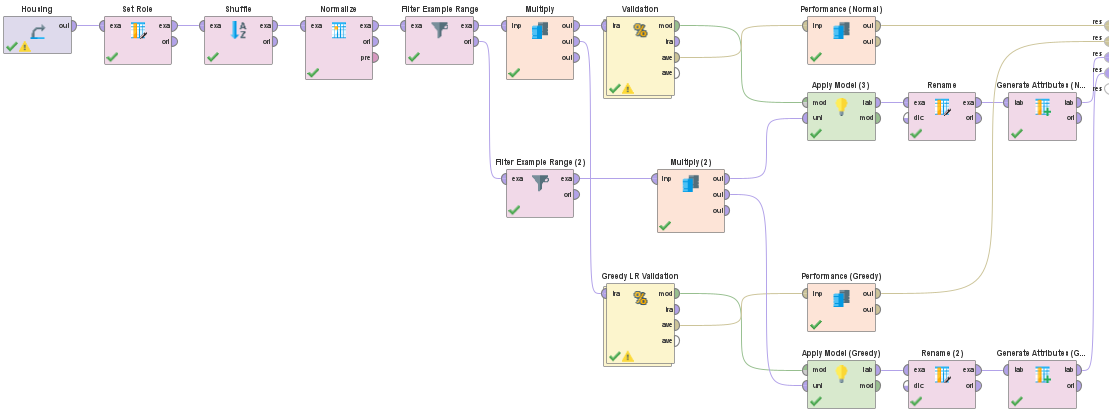 Housing
Set Role
Shuffle
Normalize
Filter Example Range
Multiply
Validation
Performance (Normal)
out
exa
exa
ori
exa
exa
ori
exa
exa
ori
pre
exa
exa
ori
inp
out
out
out
tra
mod
tra
ave
ave
inp
out
out
res
res
res
res
res
Apply Model (3)
Rename
Generate Attributes (N...
mod
lab
uni
mod
exa
exa
dic
ori
lab
lab
ori
Filter Example Range (2)
Multiply (2)
exa
exa
ori
inp
out
out
out
Greedy LR Validation
Performance (Greedy)
tra
mod
tra
ave
ave
inp
out
out
Apply Model (Greedy)
Rename (2)
Generate Attributes (G...
mod
lab
uni
mod
exa
exa
dic
ori
lab
lab
ori